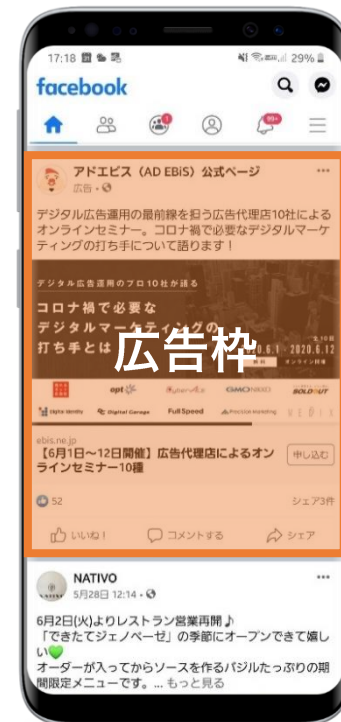 17:18
29%
facebook
99+
アドエビス（AD EBiS）公式ページ
広告・
デジタル広告運用の最前線を担う広告代理店10社による
オンラインセミナー。コロナ禍で必要なデジタルマーケ
ティングの打ち手について語ります！
デジタル広告運用のプロ10社が語る
コロナ禍で必要な
デジタルマーケティングの
打ち手とは
広告枠
2020.6.1 - 2020.6.12
無料 オンライン開催
opt
GMO NIKKO
SOLDOUT
digital identity
Digital Garage
Full Speed
ebis.ne.jp
【6月1日～12日開催】広告代理店によるオン
ラインセミナー10種
申し込む
52
シェア3件
いいね！ コメントする シェア
NATIVO
5月28日 12:14・
6月2日(火)よりレストラン営業再開♪
「できたてジェノベーゼ」の季節にオープンできて嬉し
い💚
オーダーが入ってからソースを作るバジルたっぷりの期
間限定メニューです。... もっと見る